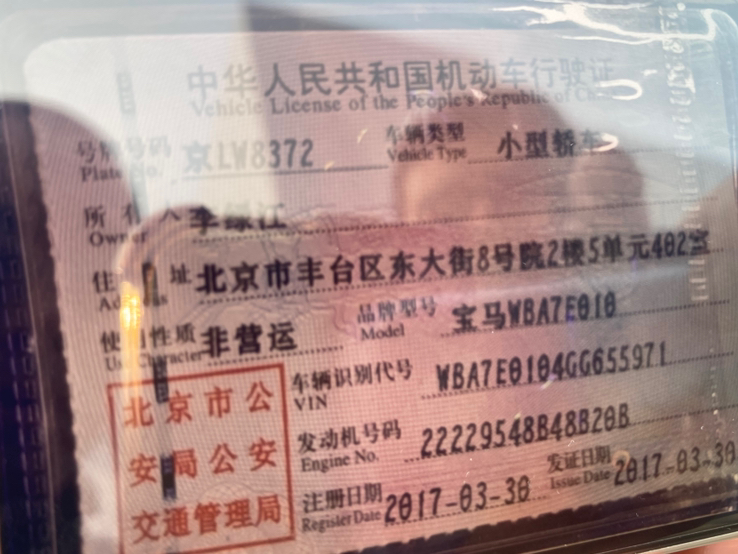 中华人民共和国机动车行驶证
Vehicle License of the People's Republic of
号牌号码 京LW8372 车辆类型 小型轿车
Plate No. Vehicle Type
所有人 李绿江
Owner
住址 北京市丰台区东大街8号院2楼5单元402室
Address
使用性质 非营运 品牌型号 宝马WBA7E010
Use Character Model
车辆识别代号 WBA7E0104GG655971
VIN
发动机号码 22229548B48B20B
Engine No.
注册日期 2017-03-30 发证日期 2017-03-30
Register Date Issue Date
北京市公
安局公安
交通管理局